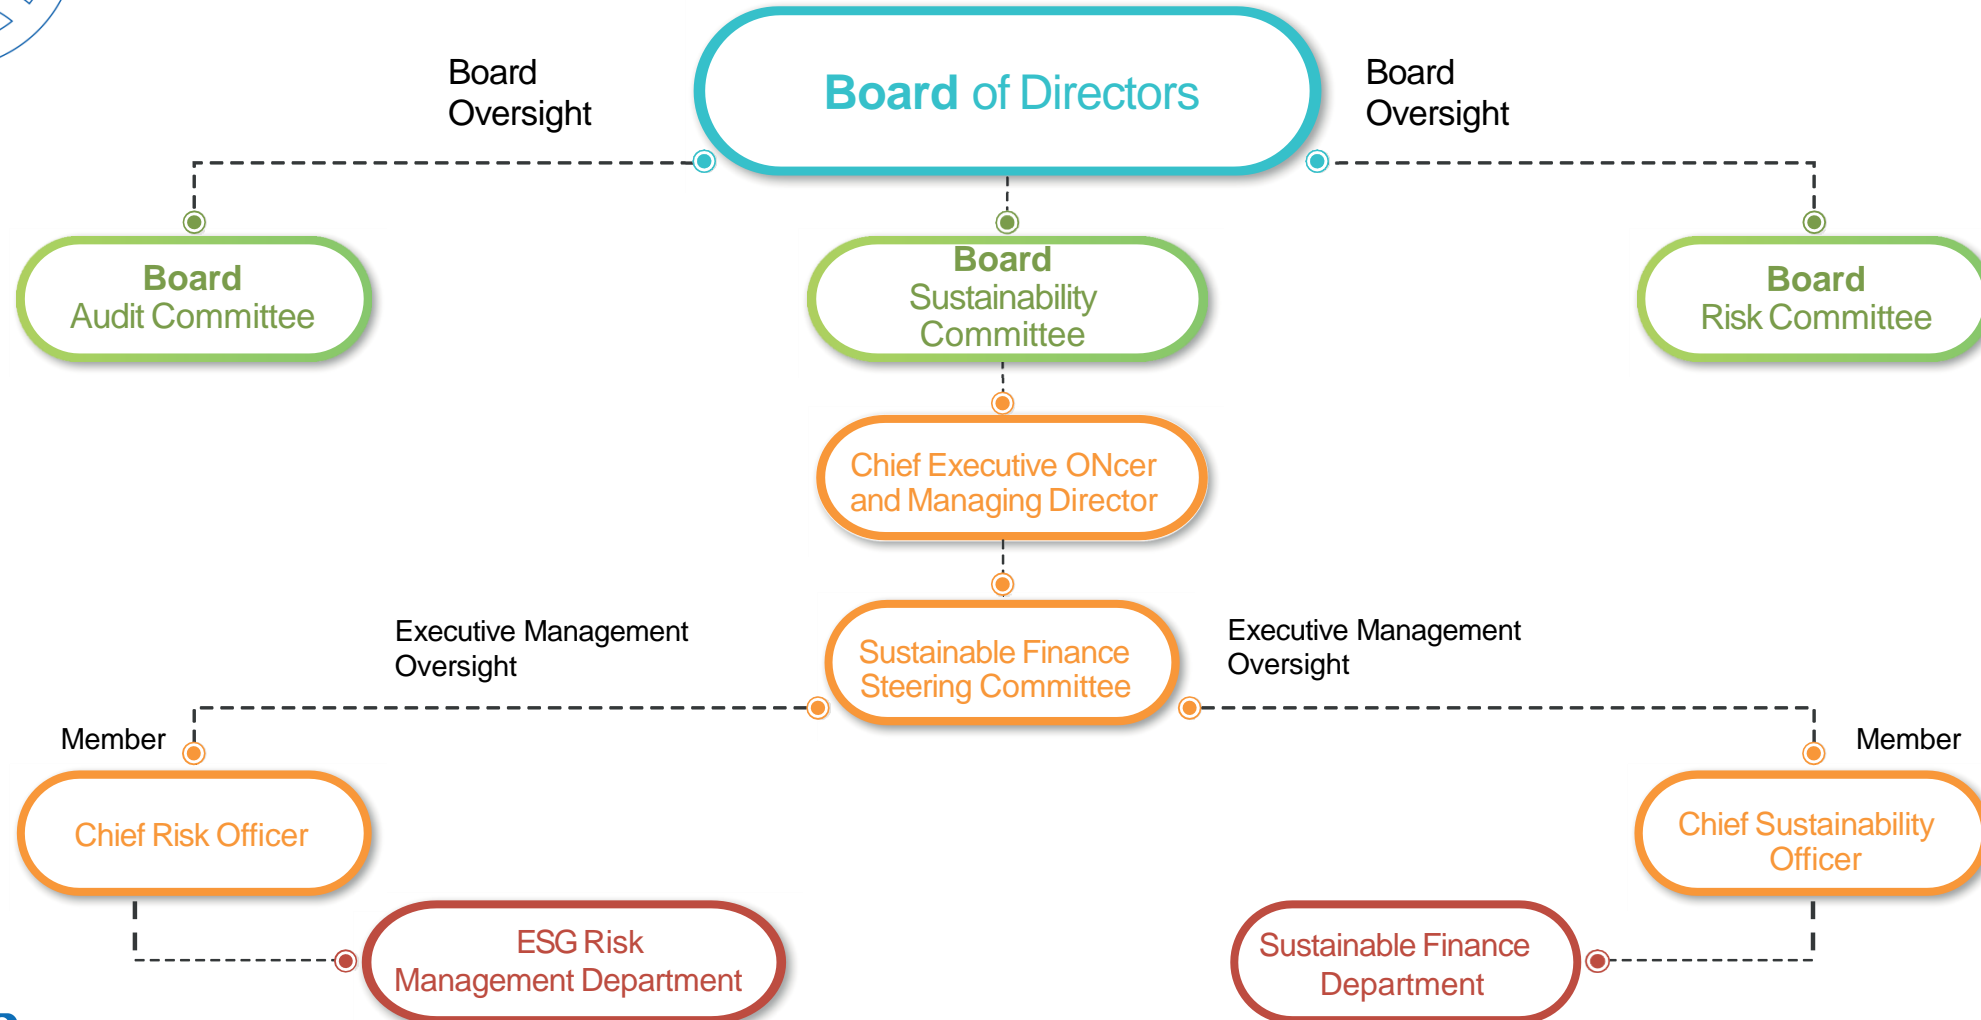 Board
Oversight
Board of Directors
Board
Oversight
Board
Audit Committee
Board
Sustainability
Committee
Board
Risk Committee
Chief Executive ONcer
and Managing Director
Executive Management
Oversight
Sustainable Finance
Steering Committee
Executive Management
Oversight
Member
Member
Chief Risk Officer
Chief Sustainability
Officer
ESG Risk
Management Department
Sustainable Finance
Department